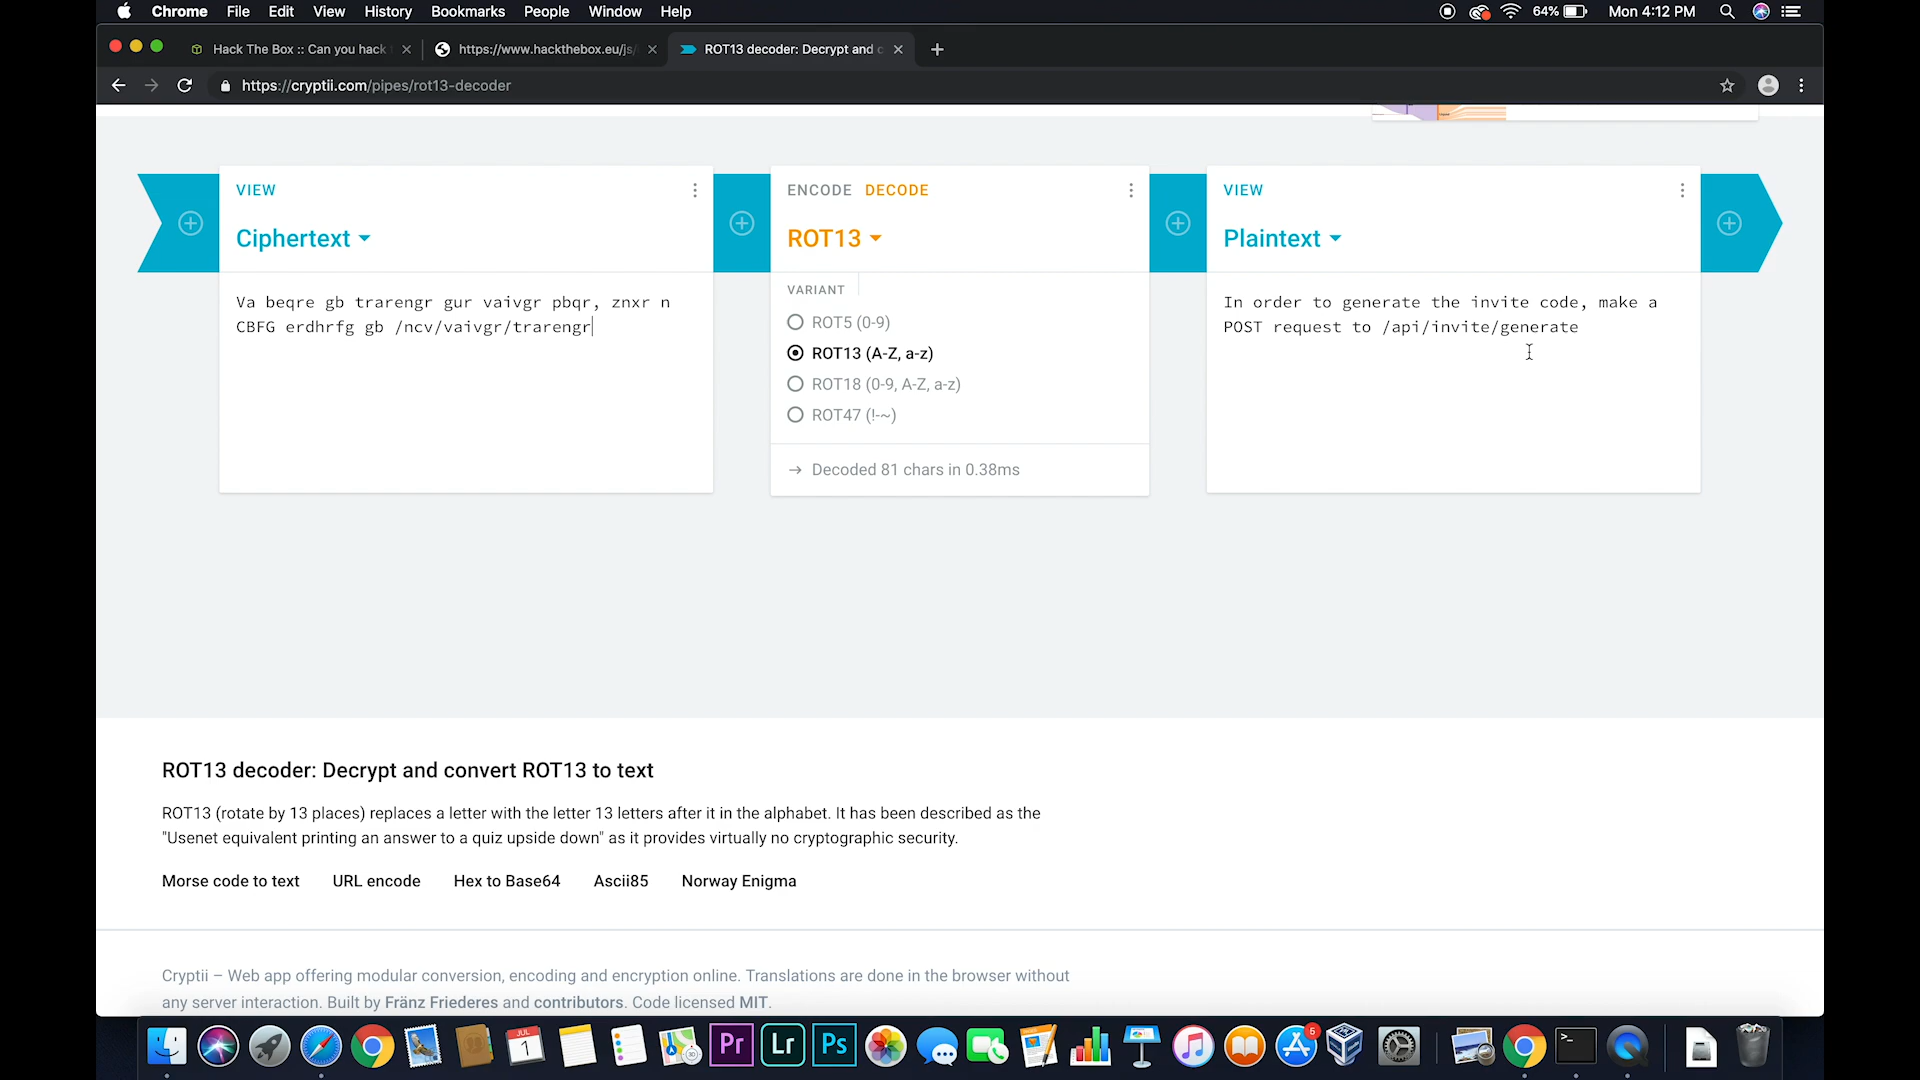 Chrome File Edit View History Bookmarks People Window Help
64% Mon 4:12 PM
Hack The Box :: Can you hack
https://www.hackthebox.eu/js/
ROT13 decoder: Decrypt and c
https://cryptii.com/pipes/rot13-decoder
VIEW
Ciphertext
Va beqre gb trarengr gur vaivgr pbqr, znxr n
CBFG erdhrfg gb /ncv/vaivgr/trarengr
ENCODE DECODE
ROT13
VARIANT
ROT5 (0-9)
ROT13 (A-Z, a-z)
ROT18 (0-9, A-Z, a-z)
ROT47 (!-~)
→ Decoded 81 chars in 0.38ms
VIEW
Plaintext
In order to generate the invite code, make a
POST request to /api/invite/generate
ROT13 decoder: Decrypt and convert ROT13 to text
ROT13 (rotate by 13 places) replaces a letter with the letter 13 letters after it in the alphabet. It has been described as the
"Usenet equivalent printing an answer to a quiz upside down" as it provides virtually no cryptographic security.
Morse code to text URL encode Hex to Base64 Ascii85 Norway Enigma
Cryptii – Web app offering modular conversion, encoding and encryption online. Translations are done in the browser without
any server interaction. Built by Fränz Friederes and contributors. Code licensed MIT.
JUL
1
Pr Lr Ps